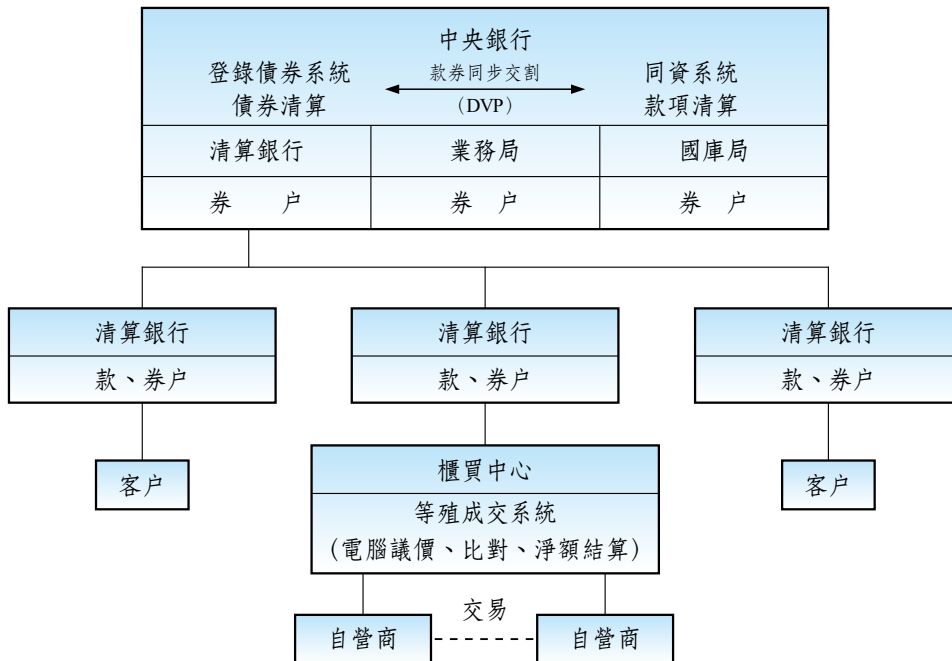 中央銀行
登錄債券系統 款券同步交割 同資系統
債券清算 (DVP) 款項清算
清算銀行 業務局 國庫局
券 戶 券 戶 券 戶
清算銀行 清算銀行 清算銀行
款、券戶 款、券戶 款、券戶
客戶 櫃買中心 客戶
等殖成交系統
(電腦議價、比對、淨額結算)
交易
自營商 自營商